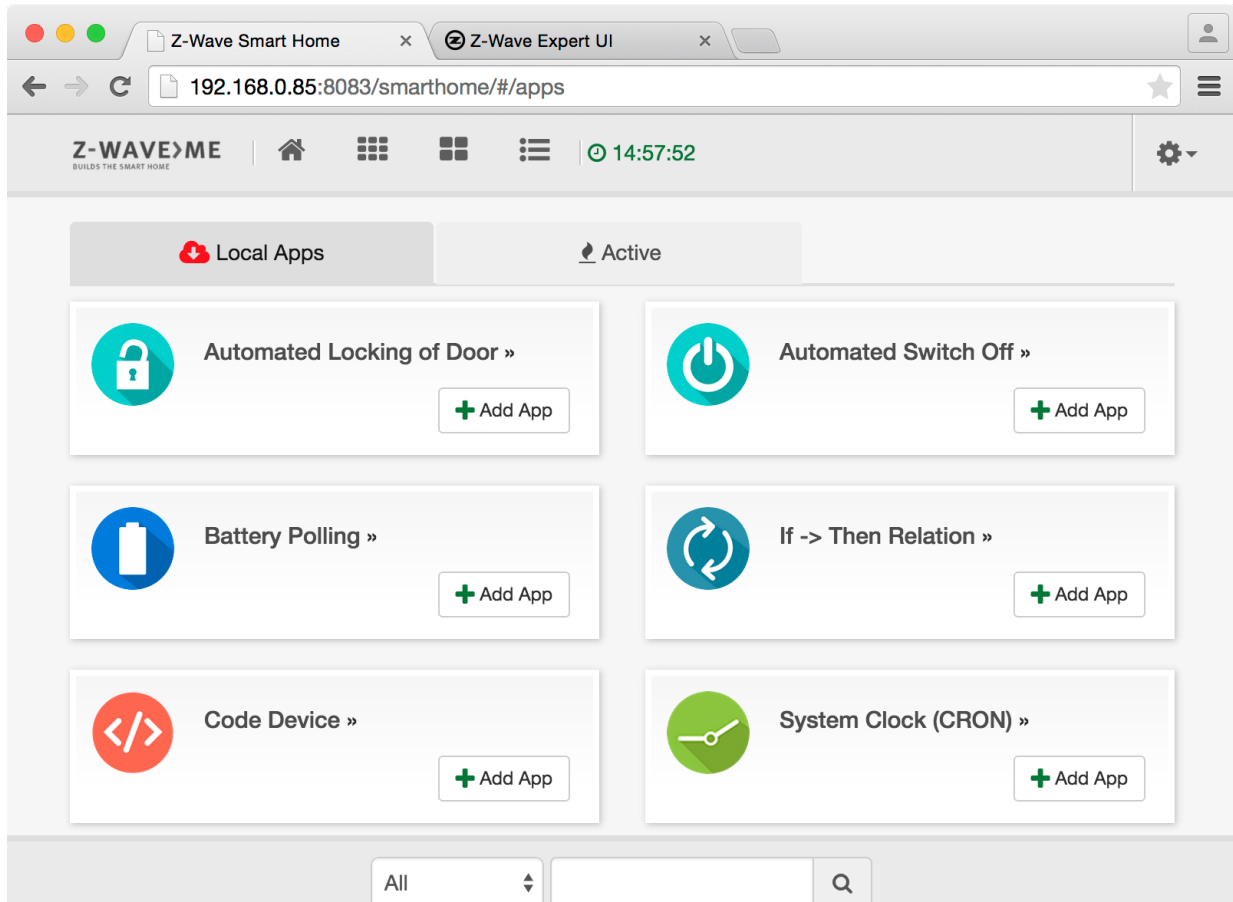 Z-Wave Smart Home
Z-Wave Expert UI
192.168.0.85:8083/smarthome/#/apps
Z-WAVE>ME
BUILDS THE SMART HOME
14:57:52
Local Apps
Active
Automated Locking of Door »
Add App
Automated Switch Off »
Add App
Battery Polling »
Add App
If -> Then Relation »
Add App
Code Device »
Add App
System Clock (CRON) »
Add App
All